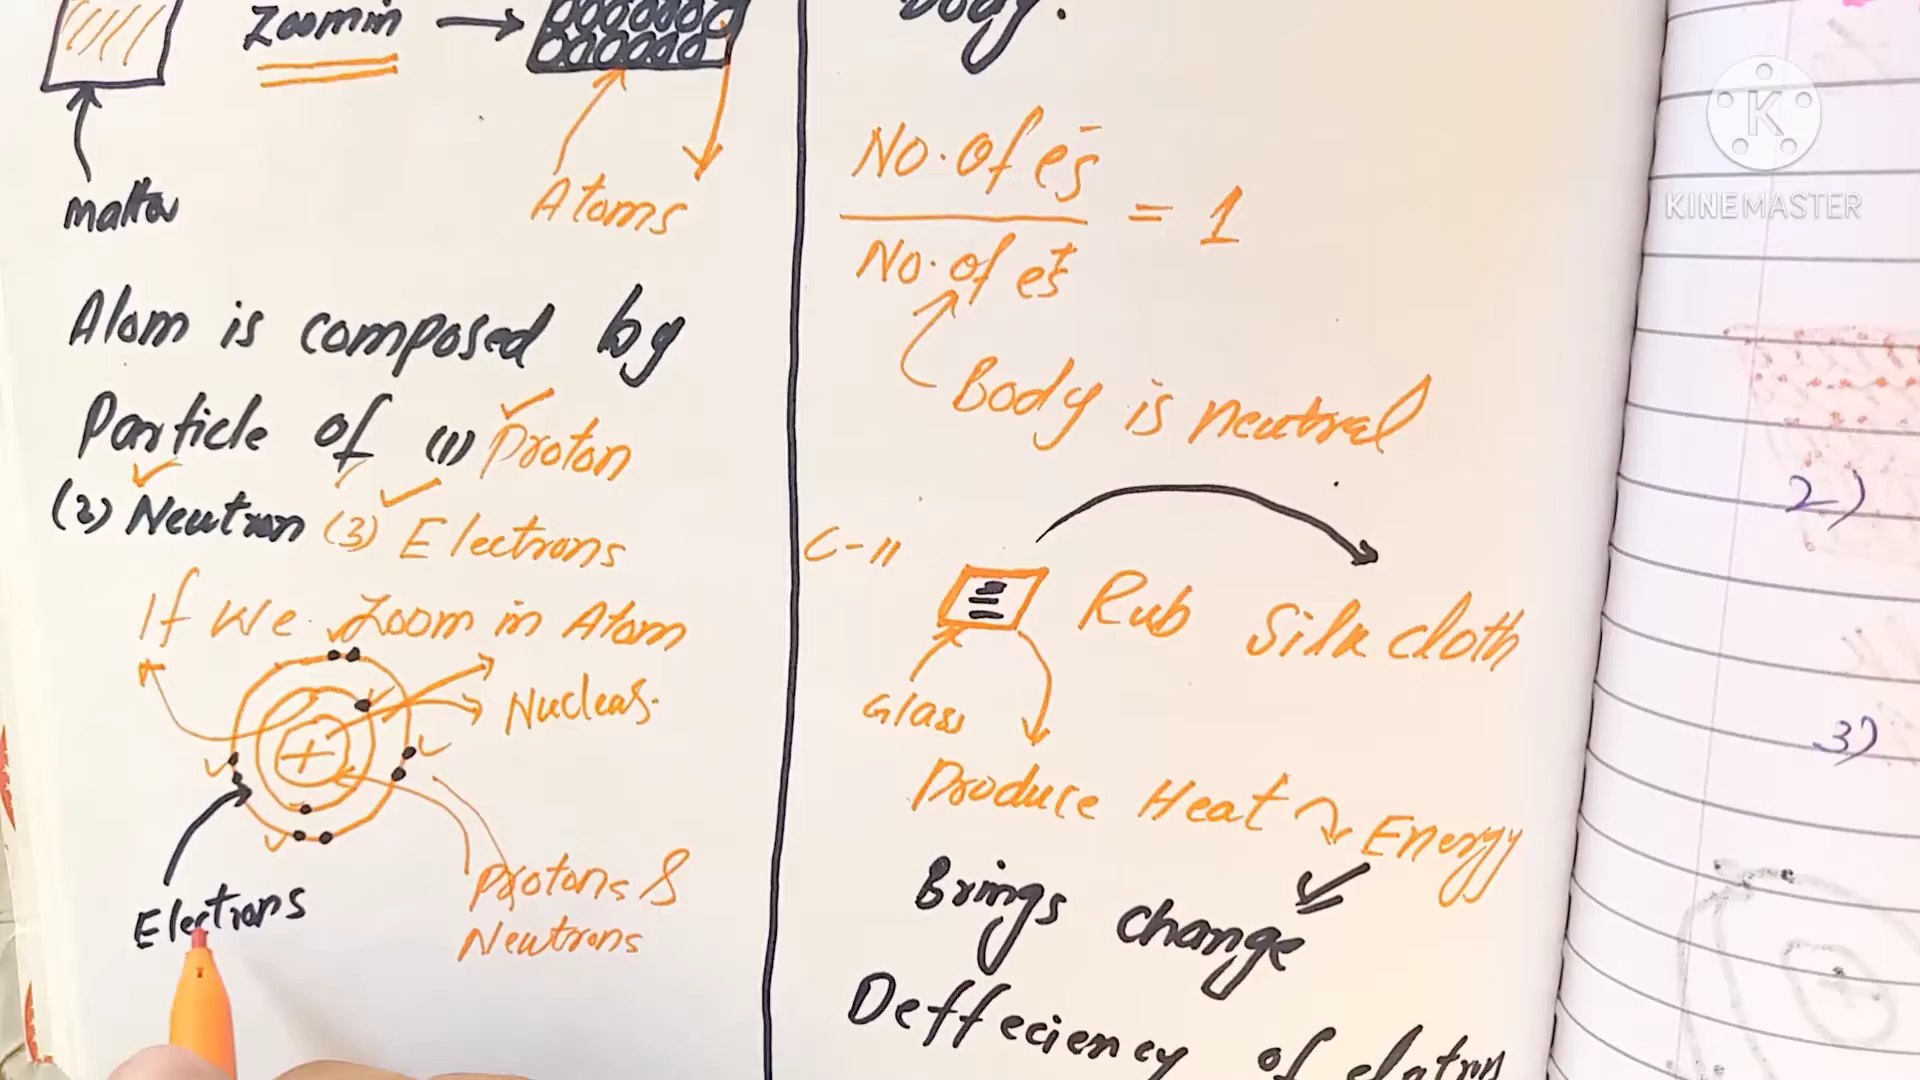 Zoomin
matter
Atoms
Atom is composed by
Particle of (1) Proton
(2) Neutron (3) Electrons
If We Zoom in Atom
Nucleas.
+
Electrons
Protons &
Neutrons
body.
No. of e⁻s
No. of e⁺s
= 1
Body is neutral
C-11
Rub Silk cloth
Glass
Produce Heat
Energy
Brings change
Deffeciency of
KINEMASTER
K
2)
3)